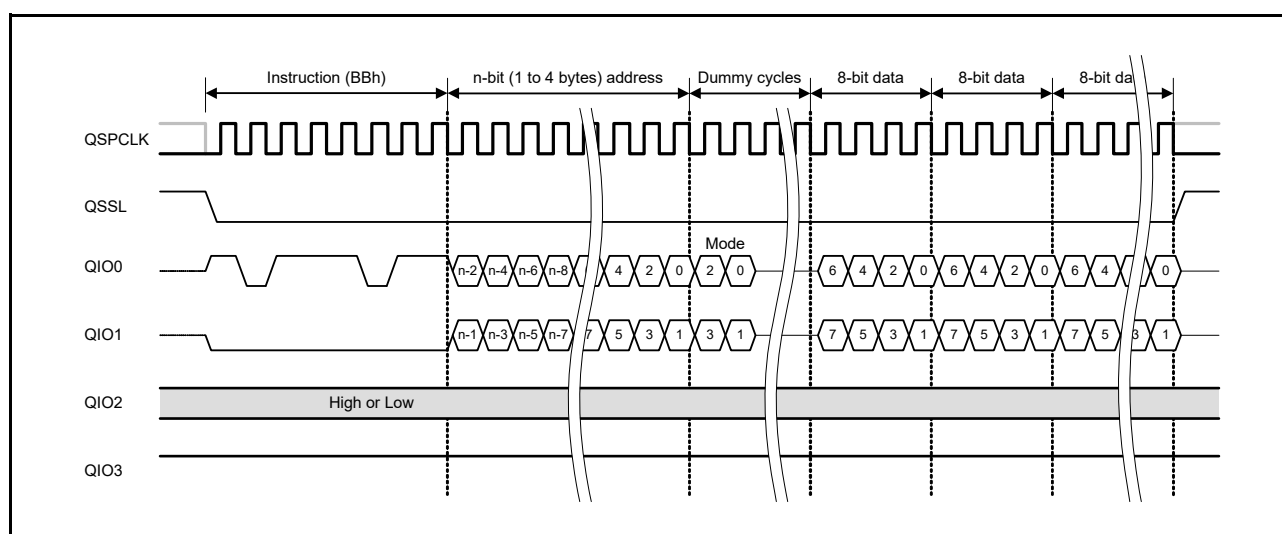 Instruction (BBh) n-bit (1 to 4 bytes) address Dummy cycles 8-bit data 8-bit data 8-bit da
QSPCLK
QSSL
Mode
QIO0 n-2 n-4 n-6 n-8 4 2 0 2 0 6 4 2 0 6 4 2 0 6 4 0
QIO1 n-1 n-3 n-5 n-7 7 5 3 1 3 1 7 5 3 1 7 5 3 1 7 5 3 1
QIO2 High or Low
QIO3